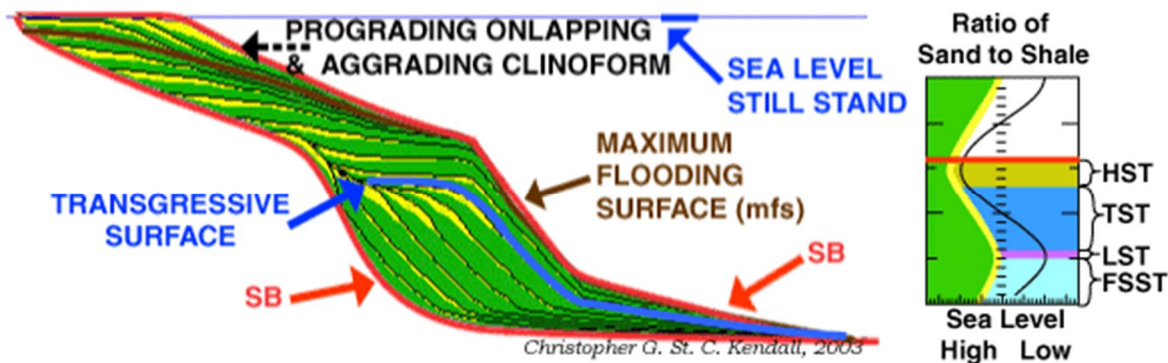 PROGRADING ONLAPPING
& AGGRADING CLINOFORM
SEA LEVEL
STILL STAND
MAXIMUM
FLOODING
SURFACE (mfs)
TRANSGRESSIVE
SURFACE
SB
SB
Christopher G. St. C. Kendall, 2003
Ratio of
Sand to Shale
HST
TST
LST
FSST
Sea Level
High Low